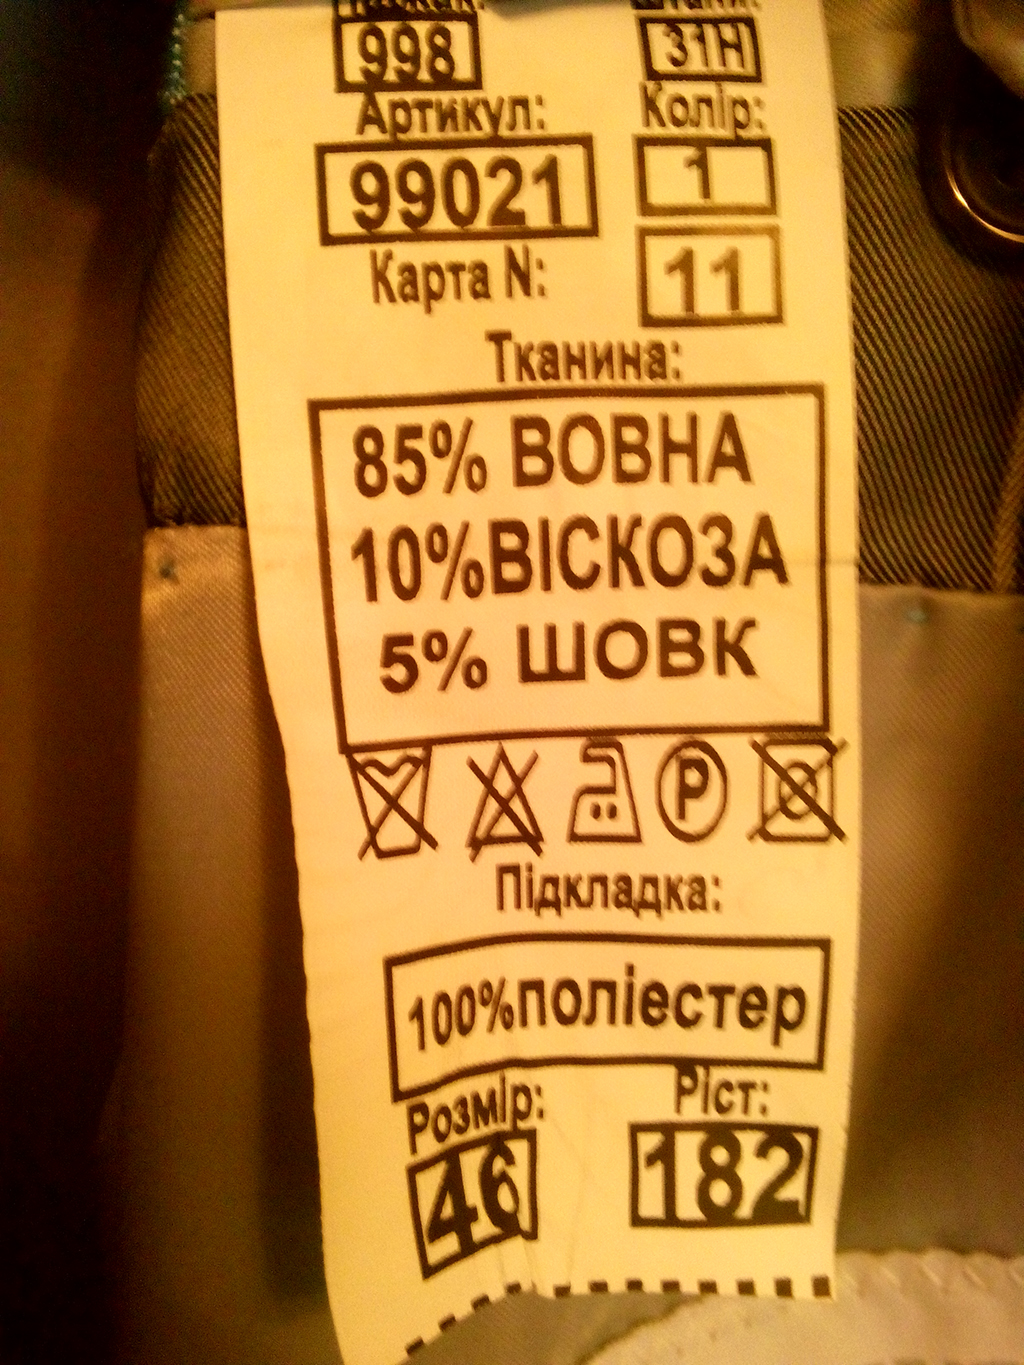 998 31Н
Артикул: Колір:
99021 1
Карта N: 11
Тканина:
85% ВОВНА
10%ВІСКОЗА
5% ШОВК
P
Підкладка:
100%поліестер
Розмір: Ріст:
46 182